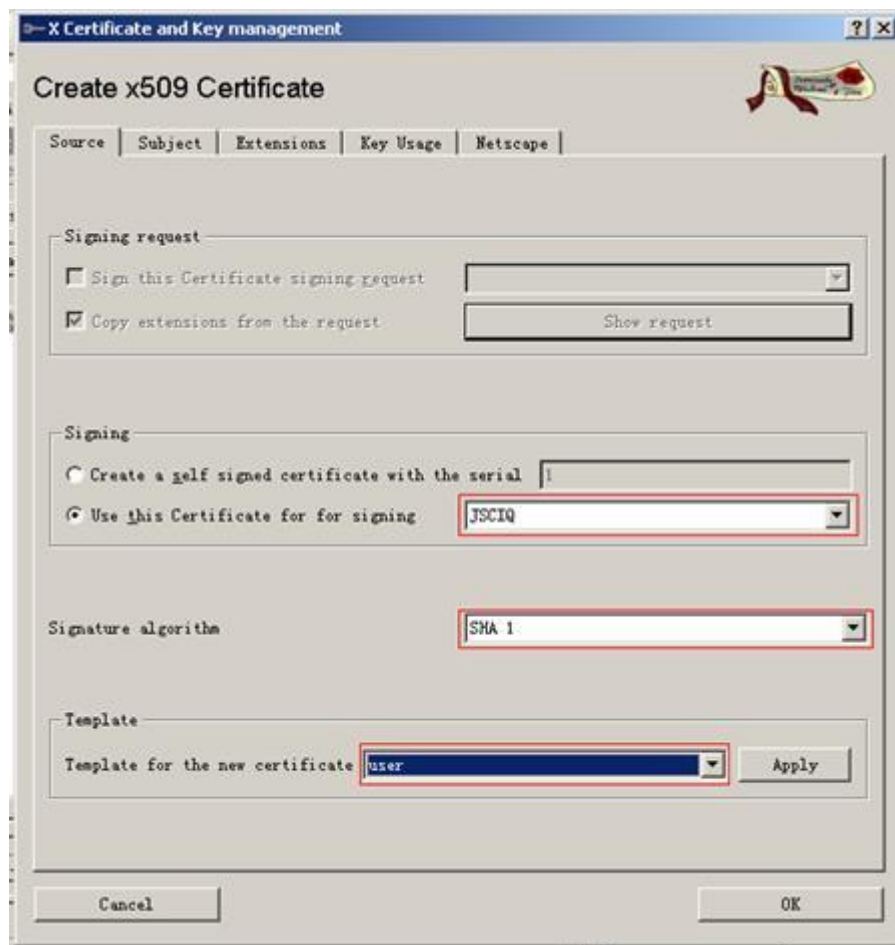 X Certificate and Key management
Create x509 Certificate
Source Subject Extensions Key Usage Netscape
Signing request
Sign this Certificate signing request
Copy extensions from the request Show request
Signing
Create a self signed certificate with the serial 1
Use this Certificate for for signing JSCIQ
Signature algorithm SHA 1
Template
Template for the new certificate user Apply
Cancel OK